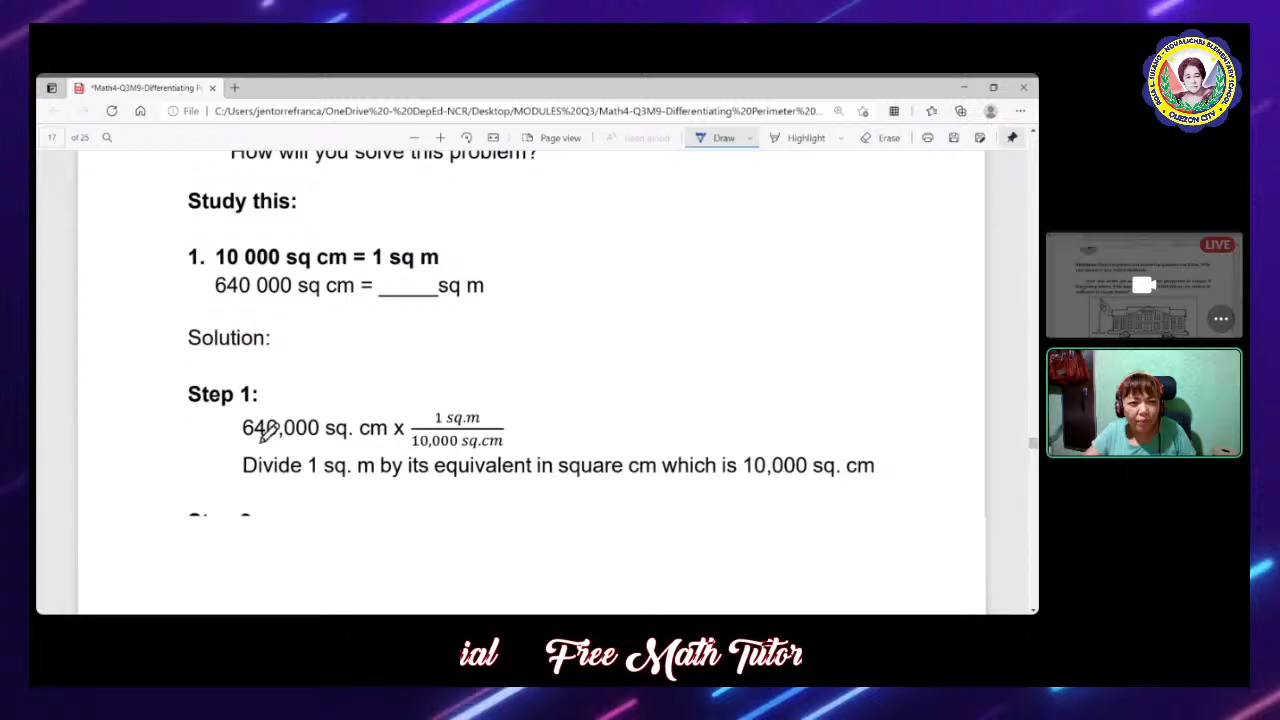 *Math4-Q3M9-Differentiating P
File
C:/Users/jentorrefranca/OneDrive%20-%20DepEd-NCR/Desktop/MODULES%20Q3/Math4-Q3M9-Differentiating%20Perimeter%20...
17 of 25
Page view
Read aloud
Draw
Highlight
Erase
How will you solve this problem?
Study this:
1. 10 000 sq cm = 1 sq m
640 000 sq cm = _____sq m
Solution:
Step 1:
640,000 sq. cm x 1 sq.m / 10,000 sq.cm
Divide 1 sq. m by its equivalent in square cm which is 10,000 sq. cm
LIVE
QUEZON CITY
ial Free Math Tutor